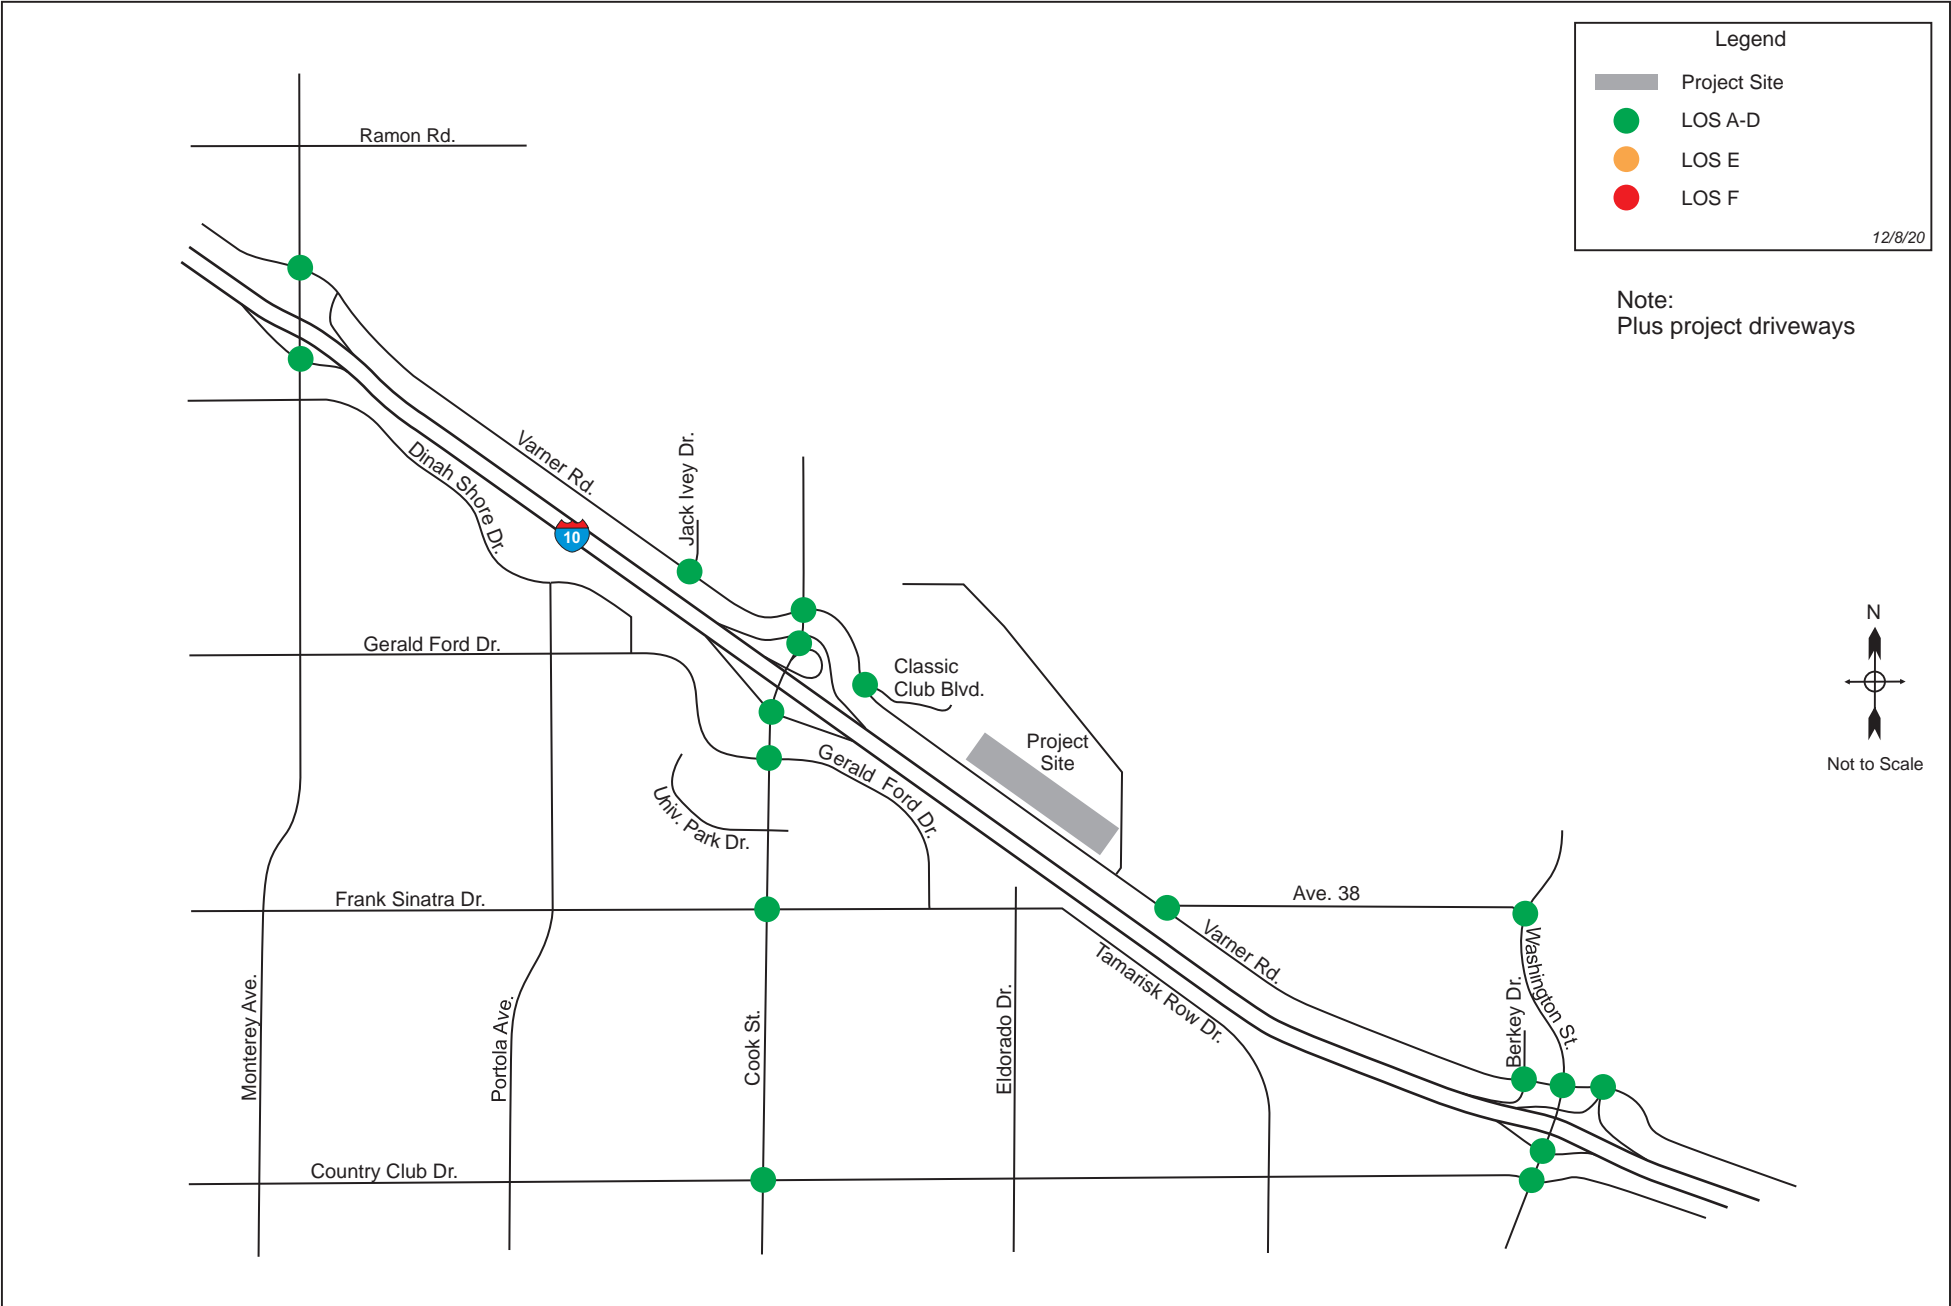 Legend
Project Site
LOS A-D
LOS E
LOS F
12/8/20
Note:
Plus project driveways
Ramon Rd.
Varner Rd.
Dinah Shore Dr.
Jack Ivey Dr.
10
Gerald Ford Dr.
Classic
Club Blvd.
Project
Site
Gerald Ford Dr.
Univ. Park Dr.
N
Not to Scale
Frank Sinatra Dr.
Ave. 38
Varner Rd.
Tamarisk Row Dr.
Washington St.
Berkey Dr.
Monterey Ave.
Portola Ave.
Cook St.
Eldorado Dr.
Country Club Dr.